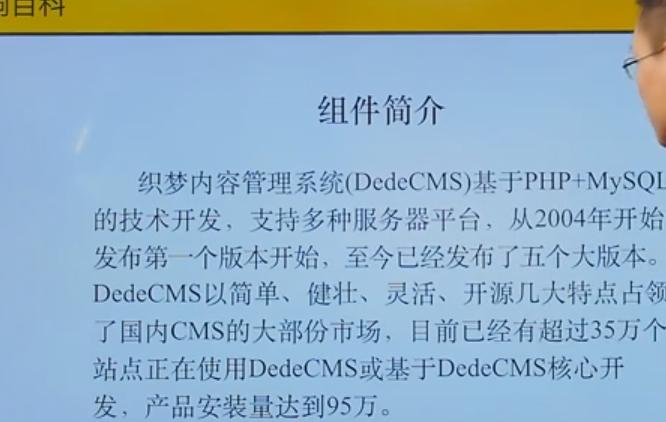 百科
组件简介
织梦内容管理系统(DedeCMS)基于PHP+MySQL
的技术开发，支持多种服务器平台，从2004年开始
发布第一个版本开始，至今已经发布了五个大版本。
DedeCMS以简单、健壮、灵活、开源几大特点占领
了国内CMS的大部份市场，目前已经有超过35万个
站点正在使用DedeCMS或基于DedeCMS核心开
发，产品安装量达到95万。